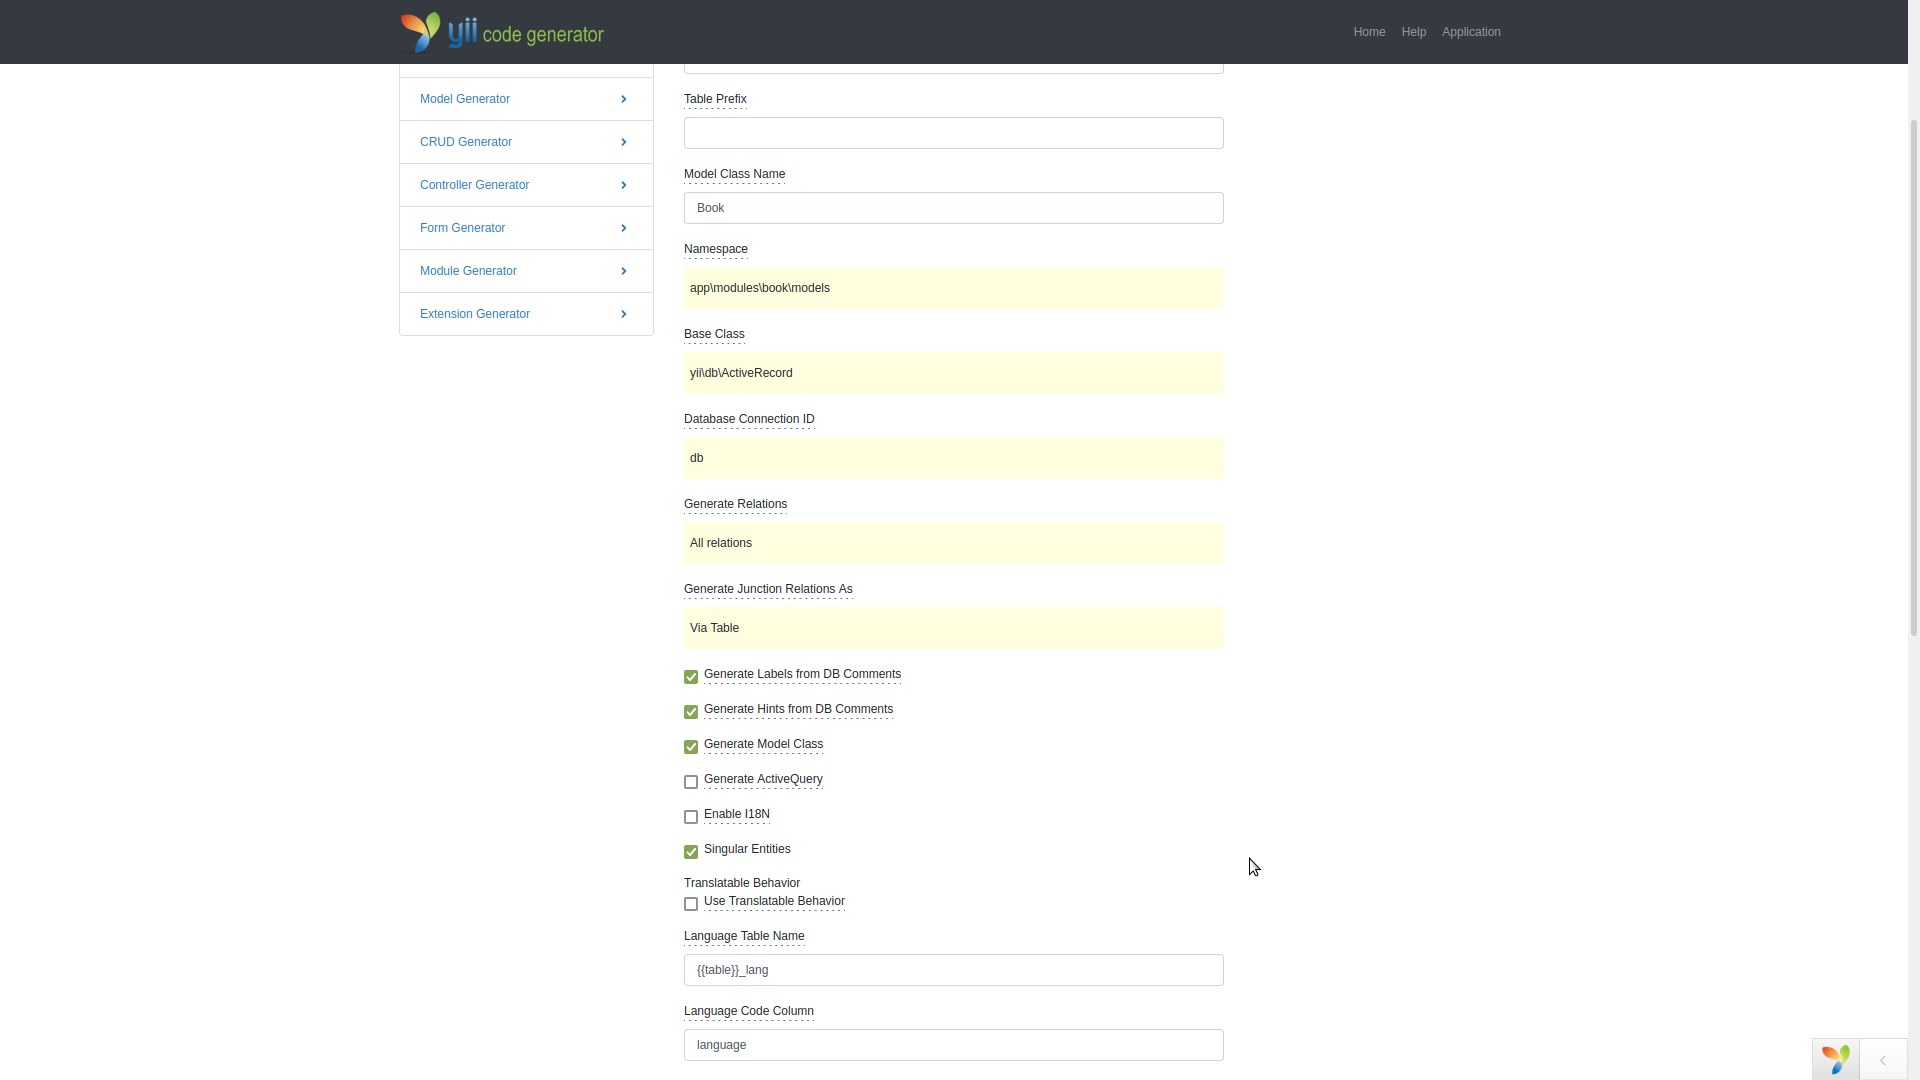 yii code generator
Home Help Application
Model Generator
CRUD Generator
Controller Generator
Form Generator
Module Generator
Extension Generator
Table Prefix
Model Class Name
Book
Namespace
app\modules\book\models
Base Class
yii\db\ActiveRecord
Database Connection ID
db
Generate Relations
All relations
Generate Junction Relations As
Via Table
Generate Labels from DB Comments
Generate Hints from DB Comments
Generate Model Class
Generate ActiveQuery
Enable I18N
Singular Entities
Translatable Behavior
Use Translatable Behavior
Language Table Name
{{table}}_lang
Language Code Column
language